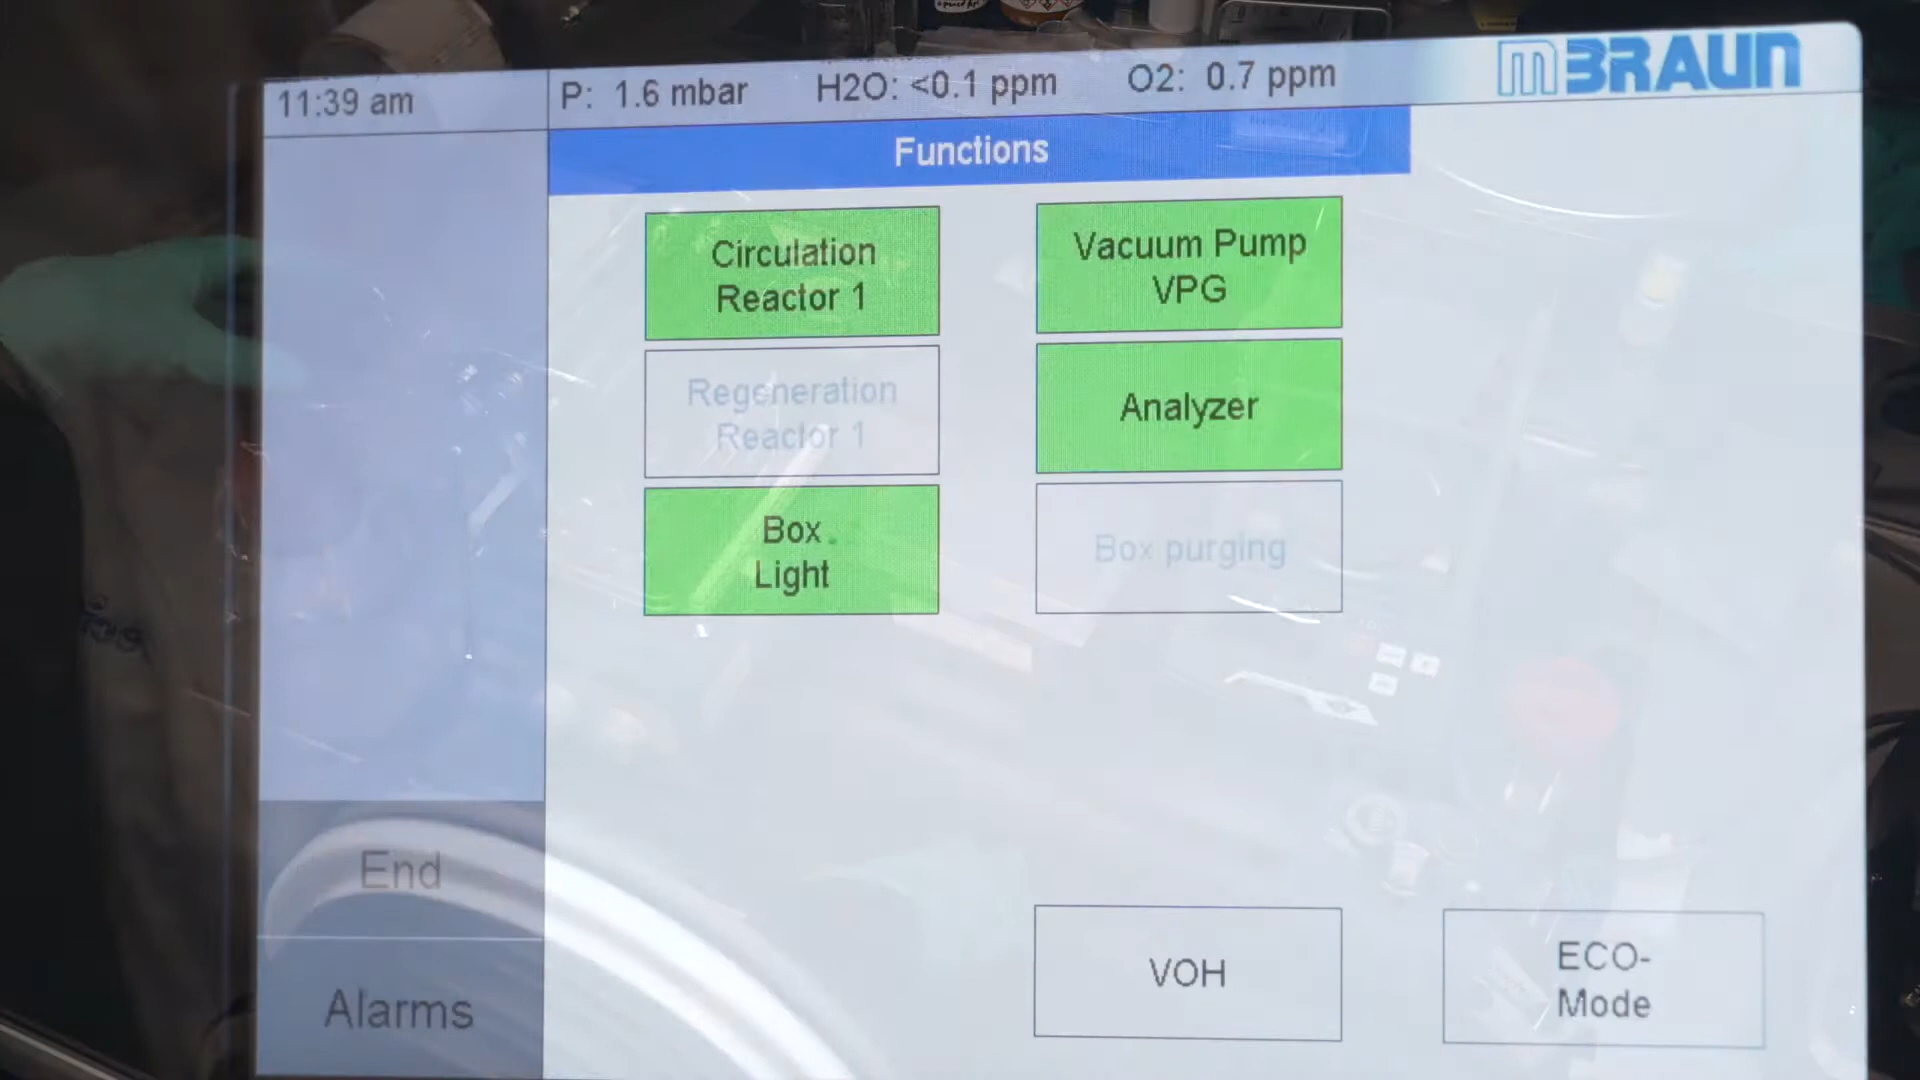 11:39 am
P: 1.6 mbar
H2O: <0.1 ppm
O2: 0.7 ppm
mBRAUN
Functions
Circulation
Reactor 1
Vacuum Pump
VPG
Regeneration
Reactor 1
Analyzer
Box
Light
Box purging
End
Alarms
VOH
ECO-
Mode